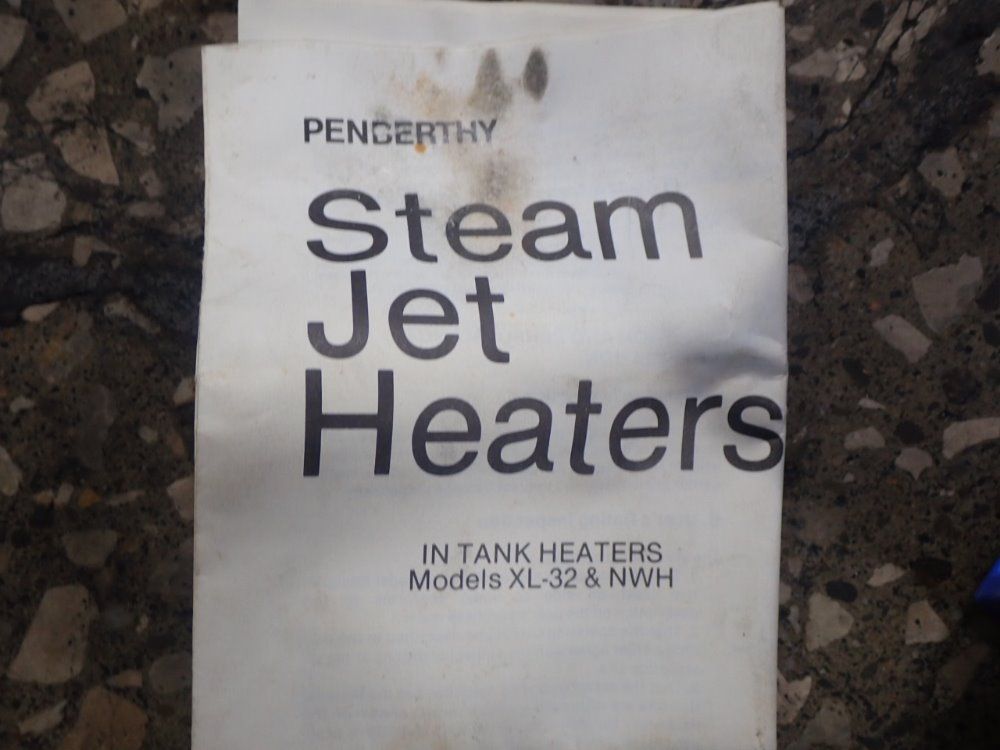 PENBERTHY
Steam
Jet
Heaters
IN TANK HEATERS
Models XL-32 & NWH